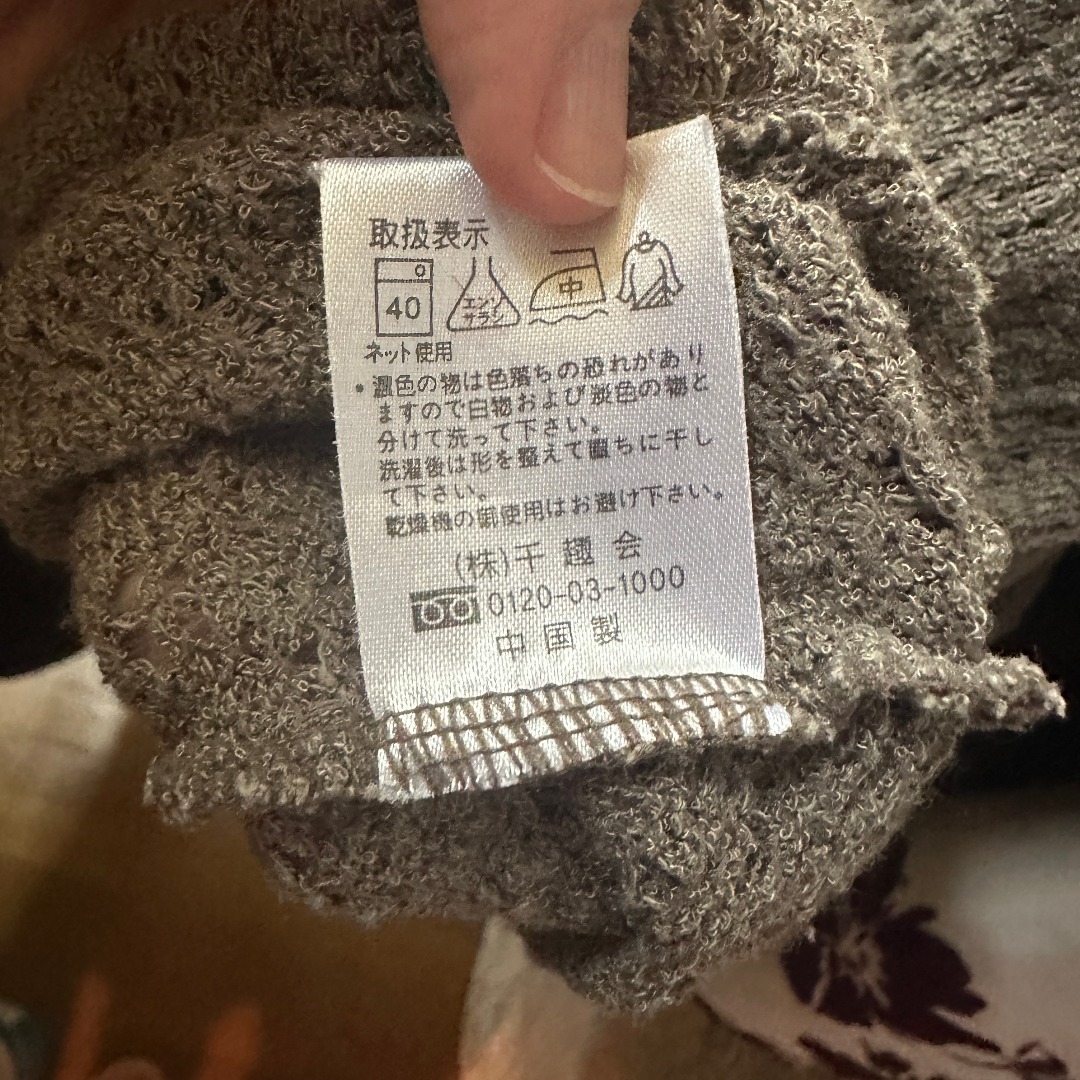 取扱表示
40 エンソ サラシ 中
ネット使用
・濃色の物は色落ちの恐れがあり
ますので白物および淡色の物と
分けて洗って下さい。
洗濯後は形を整えて直ちに干し
て下さい。
乾燥機の御使用はお避け下さい。
(株)千趣会
0120-03-1000
中国製